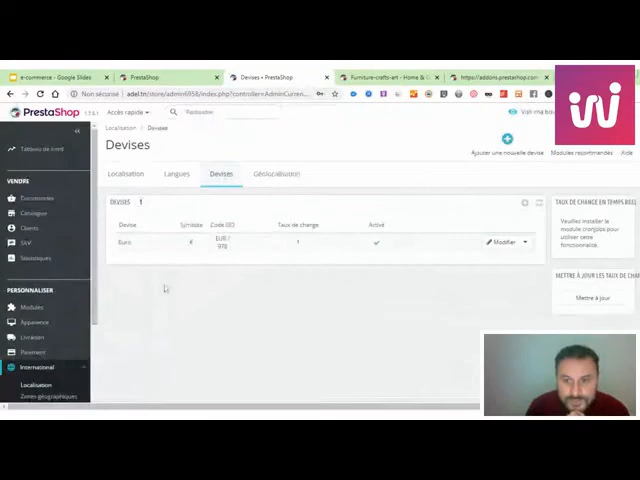 e-commerce - Google Slides
PrestaShop
Devises • PrestaShop
Furniture-crafts-art - Home & G
https://addons.prestashop.com
Non sécurisé
adel.tn/store/admin6958/index.php?controller=AdminCurren...
PrestaShop
Accès rapide
Rechercher
Voir ma bou
Localisation / Devises
Devises
Ajouter une nouvelle devise
Modules recommandés
Aide
Tableau de bord
VENDRE
Commandes
Catalogue
Clients
SAV
Statistiques
PERSONNALISER
Modules
Apparence
Livraison
Paiement
International
Localisation
Zones géographiques
Localisation
Langues
Devises
Géolocalisation
DEVISES 1
Devise
Symbole
Code ISO
Taux de change
Activé
Euro
€
EUR /
978
1
Modifier
TAUX DE CHANGE EN TEMPS RÉEL
Veuillez installer le
module cronjobs pour
utiliser cette
fonctionnalité.
METTRE À JOUR LES TAUX DE CHA
Mettre à jour